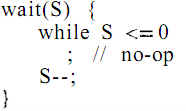 wait(S) {
while S <= 0
; // no-op
S--;
}